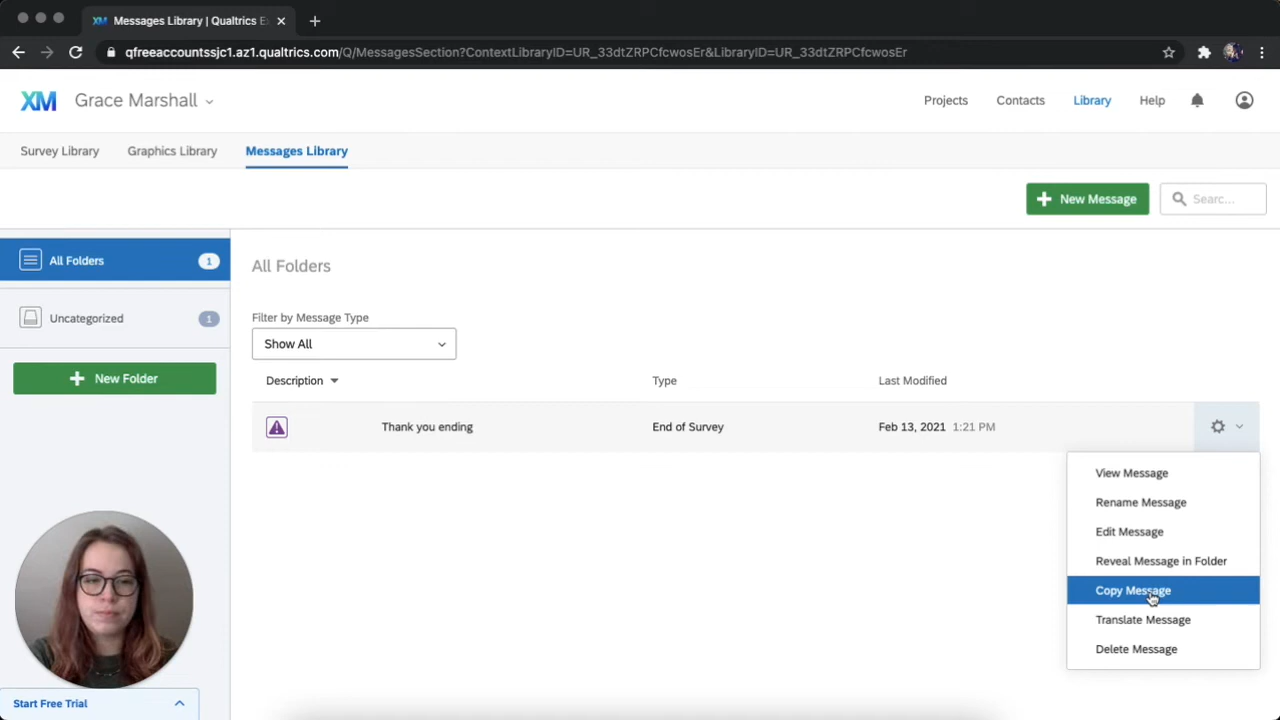 Messages Library | Qualtrics E
qfreeaccountssjc1.az1.qualtrics.com/Q/MessagesSection?ContextLibraryID=UR_33dtZRPCfcwosEr&LibraryID=UR_33dtZRPCfcwosEr
XM Grace Marshall Projects Contacts Library Help
Survey Library Graphics Library Messages Library
New Message Searc...
All Folders 1
All Folders
Uncategorized 1
Filter by Message Type
Show All
New Folder
Description Type Last Modified
Thank you ending End of Survey Feb 13, 2021 1:21 PM
View Message
Rename Message
Edit Message
Reveal Message in Folder
Copy Message
Translate Message
Delete Message
Start Free Trial